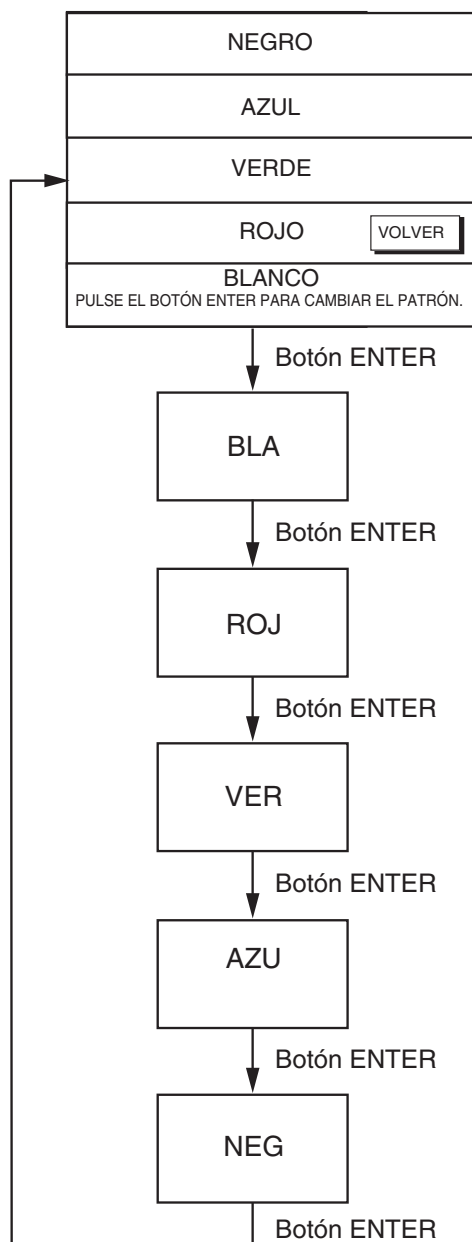 NEGRO
AZUL
VERDE
ROJO
VOLVER
BLANCO
PULSE EL BOTÓN ENTER PARA CAMBIAR EL PATRÓN.
Botón ENTER
BLA
Botón ENTER
ROJ
Botón ENTER
VER
Botón ENTER
AZU
Botón ENTER
NEG
Botón ENTER